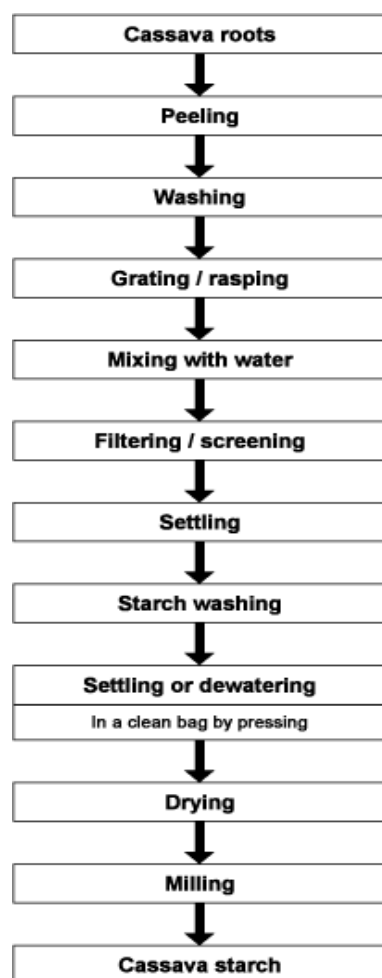 Cassava roots
Peeling
Washing
Grating / rasping
Mixing with water
Filtering / screening
Settling
Starch washing
Settling or dewatering
In a clean bag by pressing
Drying
Milling
Cassava starch